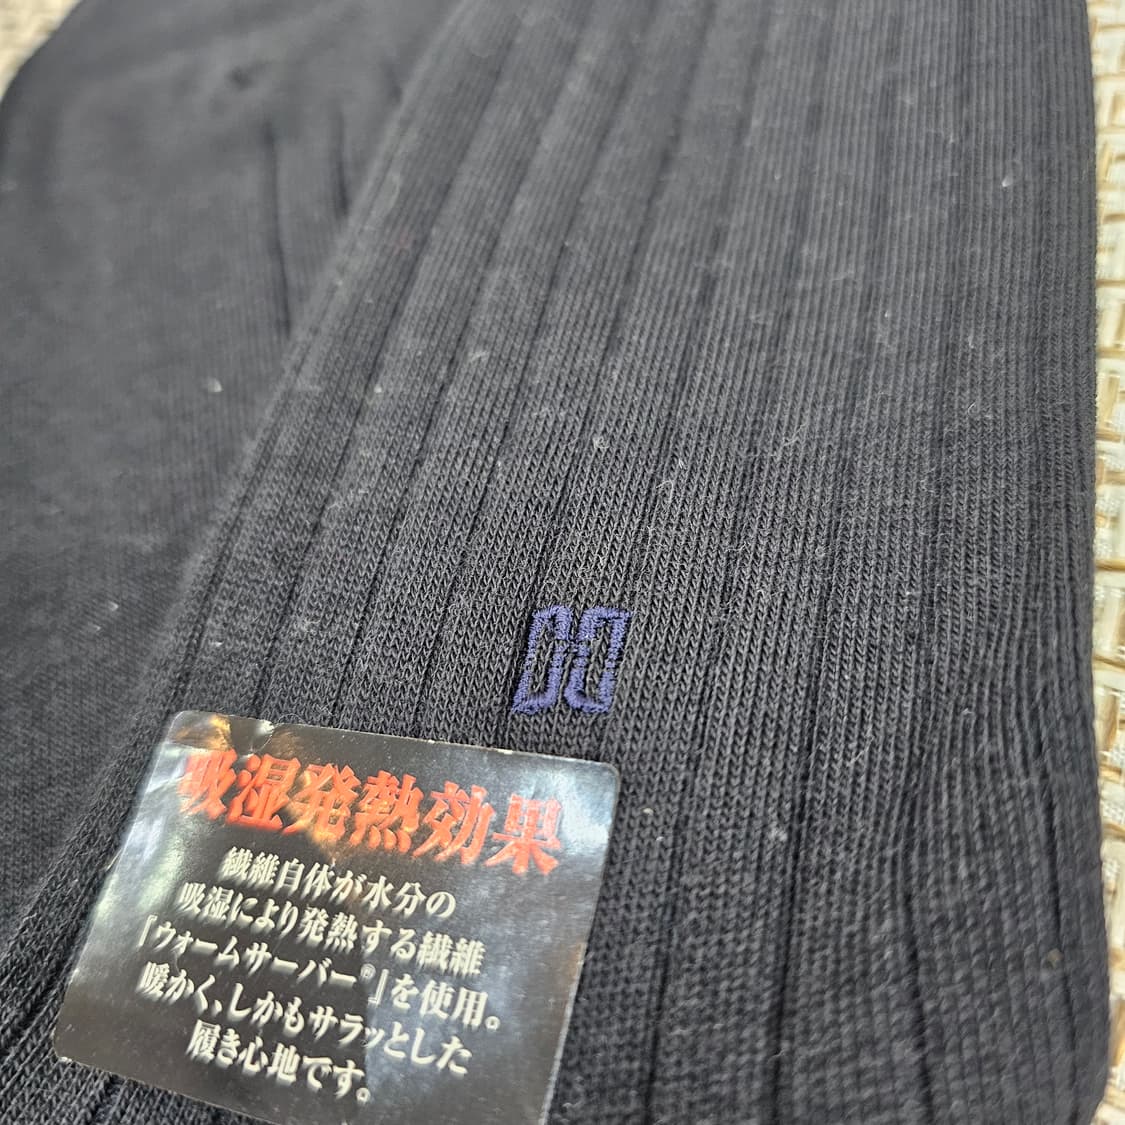 吸湿発熱効果
繊維自体が水分の
吸湿により発熱する繊維
『ウォームサーバー®』を使用。
暖かく、しかもサラッとした
履き心地です。